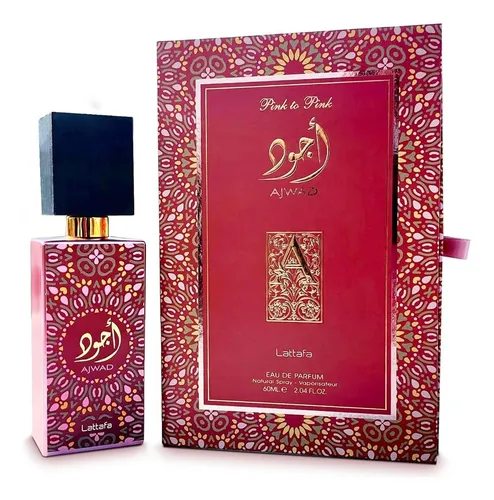 Pink to Pink
أجود
AJWAD
A
Lattafa
EAU DE PARFUM
Natural Spray - Vaporisateur
60ML e 2.04 FL.OZ.
أجود
AJWAD
Lattafa